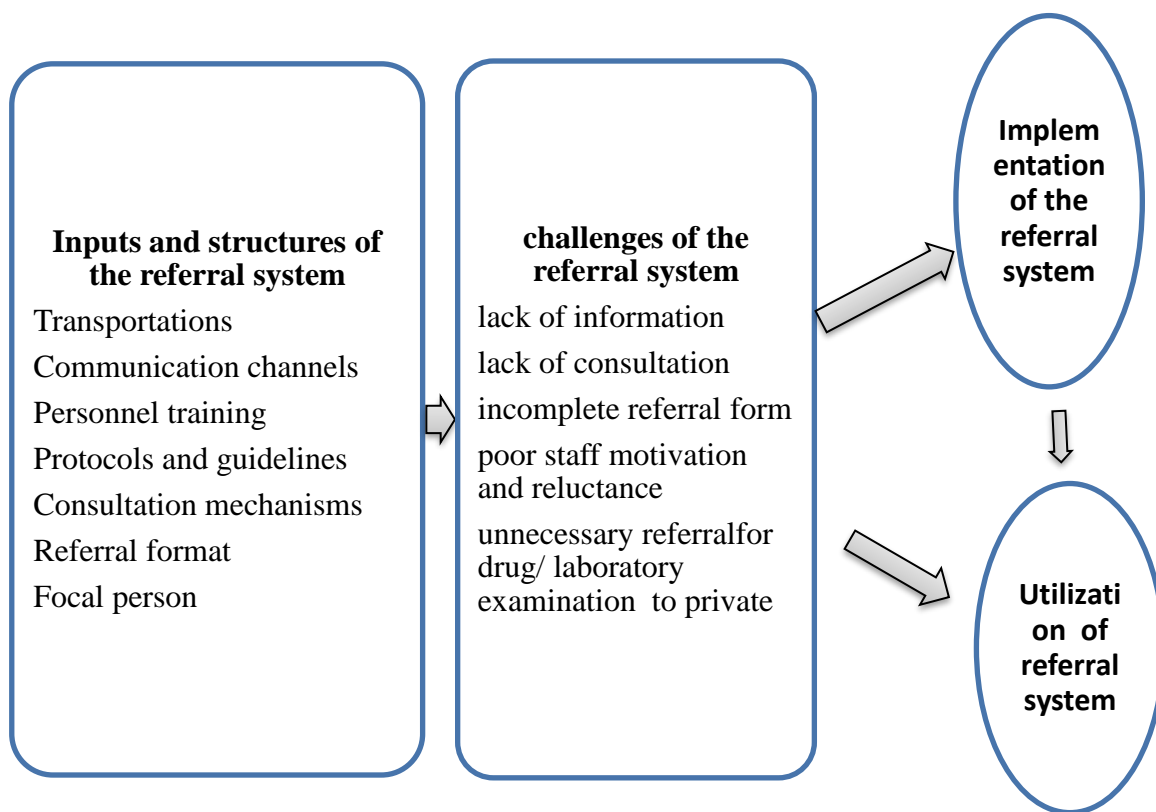 Inputs and structures of
the referral system
Transportations
Communication channels
Personnel training
Protocols and guidelines
Consultation mechanisms
Referral format
Focal person
challenges of the
referral system
lack of information
lack of consultation
incomplete referral form
poor staff motivation
and reluctance
unnecessary referralfor
drug/ laboratory
examination to private
Implem
entation
of the
referral
system
Utilizati
on of
referral
system